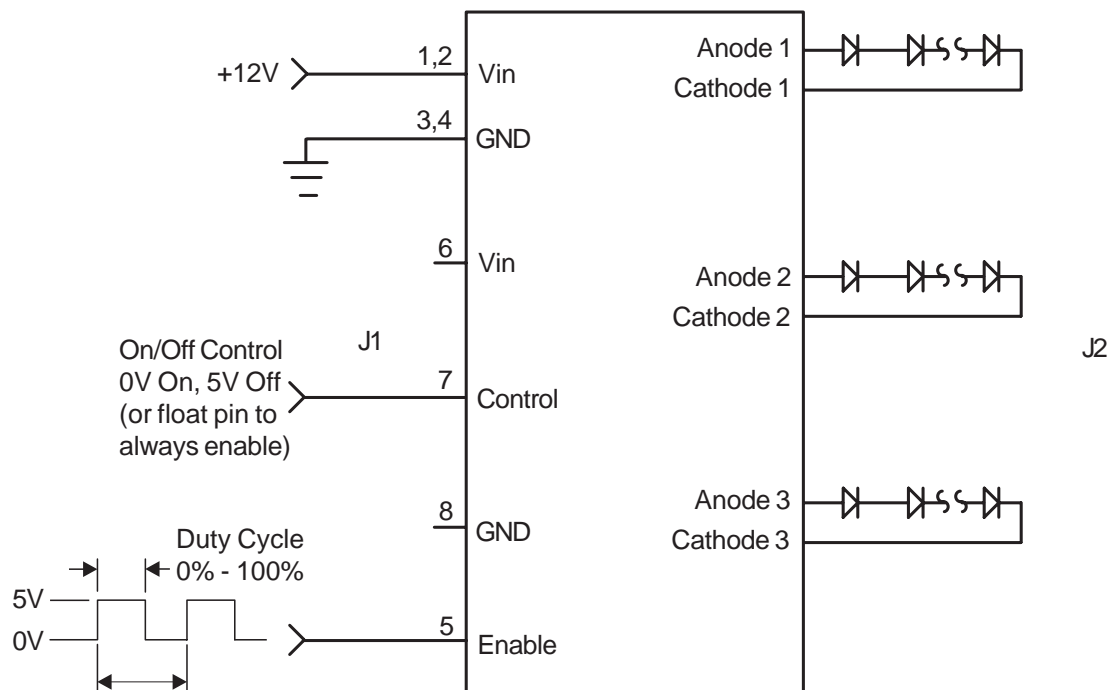 +12V
1,2
Vin
3,4
GND
6
Vin
J1
On/Off Control
0V On, 5V Off
(or float pin to
always enable)
7
Control
8
GND
Duty Cycle
0% - 100%
5V
0V
5
Enable
Anode 1
Cathode 1
Anode 2
Cathode 2
J2
Anode 3
Cathode 3